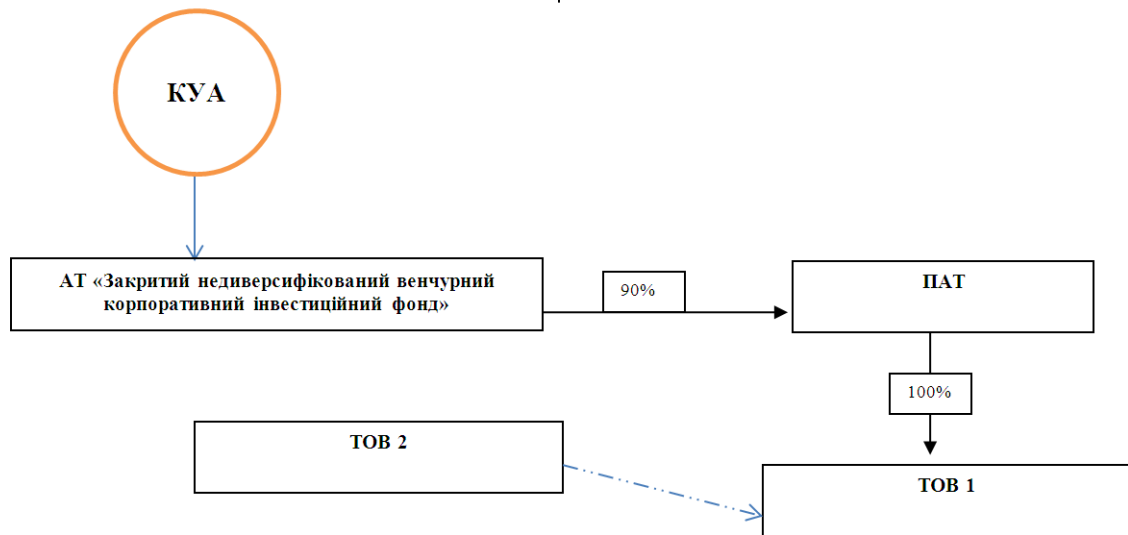 КУА
АТ «Закритий недиверсифікований венчурний
корпоративний інвестиційний фонд»
90%
ПАТ
100%
ТОВ 2
ТОВ 1